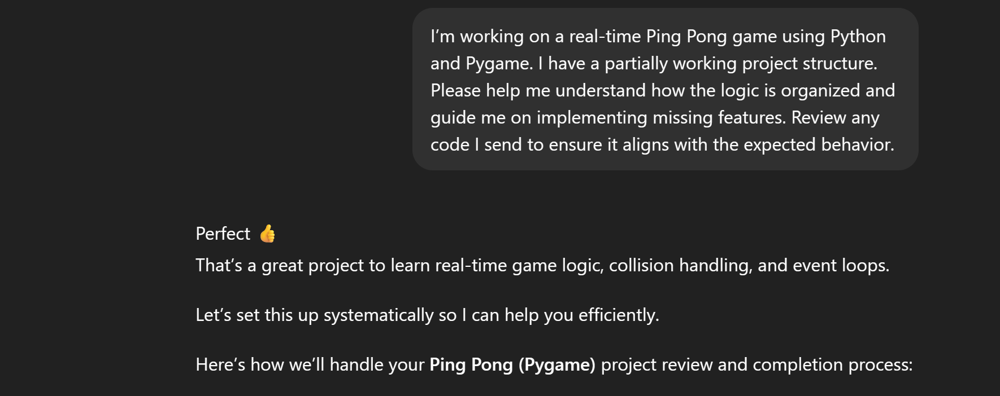 I’m working on a real-time Ping Pong game using Python
and Pygame. I have a partially working project structure.
Please help me understand how the logic is organized and
guide me on implementing missing features. Review any
code I send to ensure it aligns with the expected behavior.
Perfect 👍
That’s a great project to learn real-time game logic, collision handling, and event loops.
Let’s set this up systematically so I can help you efficiently.
Here’s how we’ll handle your Ping Pong (Pygame) project review and completion process: